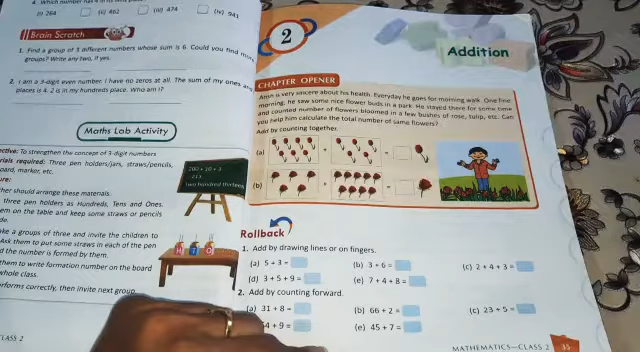 4. Which number has 4 in its
(i) 264 (ii) 462 (iii) 474 (iv) 941
Brain Scratch
1. Find a group of 3 different numbers whose sum is 6. Could you find more
groups? Write any two, if yes.
2. I am a 3-digit even number. I have no zeros at all. The sum of my ones and
places is 4. 2 is in my hundreds place. Who am I?
Maths Lab Activity
To strengthen the concept of 3-digit numbers
required: Three pen holders/jars, straws/pencils,
board, marker, etc.
should arrange these materials.
three pen holders as Hundreds, Tens and Ones.
on the table and keep some straws or pencils
a groups of three and invite the children to
Ask them to put some straws in each of the pen
the number is formed by them.
them to write formation number on the board
whole class.
performs correctly, then invite next group.
200 + 10 + 3
213
two hundred thirteen
H T O
CLASS 2
2
Addition
CHAPTER OPENER
is very sincere about his health. Everyday he goes for morning walk. One fine
morning, he saw some nice flower buds in a park. He stayed there for some time
and counted number of flowers bloomed in a few bushes of rose, tulip, etc. Can
you help him calculate the total number of same flowers?
Add by counting together.
(a) + =
(b) + =
Rollback
1. Add by drawing lines or on fingers.
(a) 5 + 3 = (b) 3 + 6 = (c) 2 + 4 + 3 =
(d) 3 + 5 + 9 = (e) 7 + 4 + 8 =
2. Add by counting forward.
(a) 31 + 8 = (b) 66 + 2 = (c) 23 + 5 =
4 + 9 = (e) 45 + 7 =
MATHEMATICS—CLASS 2 35